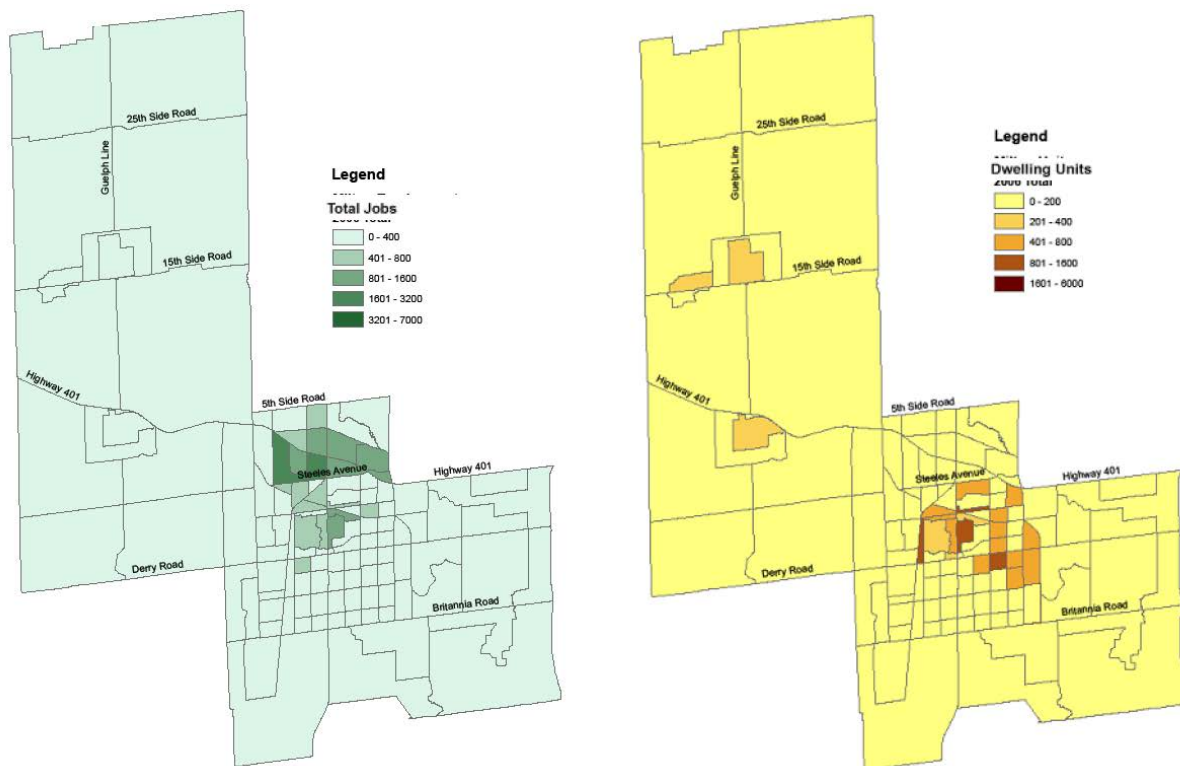 25th Side Road
Guelph Line
15th Side Road
Highway 401
5th Side Road
Steeles Avenue
Highway 401
Derry Road
Britannia Road
Legend
Total Jobs
0 - 400
401 - 800
801 - 1600
1601 - 3200
3201 - 7000
25th Side Road
Guelph Line
15th Side Road
Highway 401
5th Side Road
Steeles Avenue
Highway 401
Derry Road
Britannia Road
Legend
Dwelling Units
2006 Total
0 - 200
201 - 400
401 - 800
801 - 1600
1601 - 6000